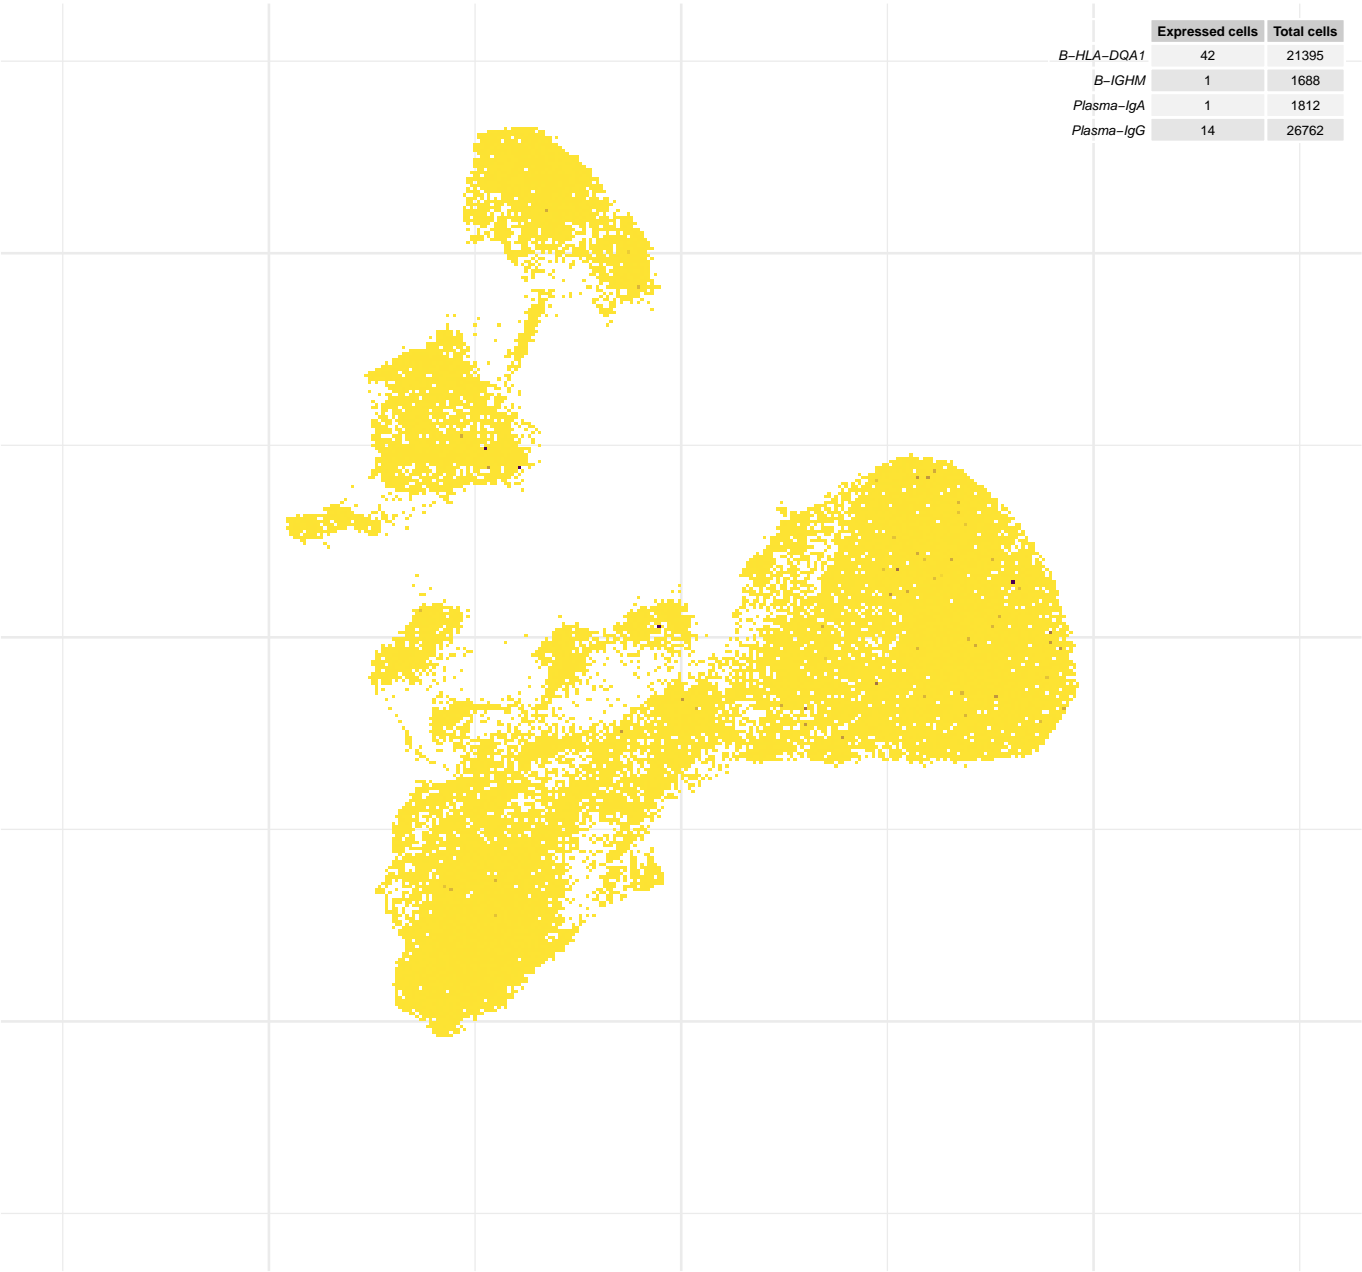 Expressed cells Total cells
B−HLA−DQA1 42 21395
B−IGHM 1 1688
Plasma−IgA 1 1812
Plasma−IgG 14 26762